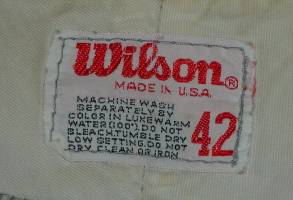 Wilson®
MADE IN U.S.A.
MACHINE WASH
SEPARATELY BY
COLOR IN LUKEWARM
WATER(100°). DO NOT
BLEACH. TUMBLE DRY
LOW SETTING. DO NOT
DRY CLEAN OR IRON
42